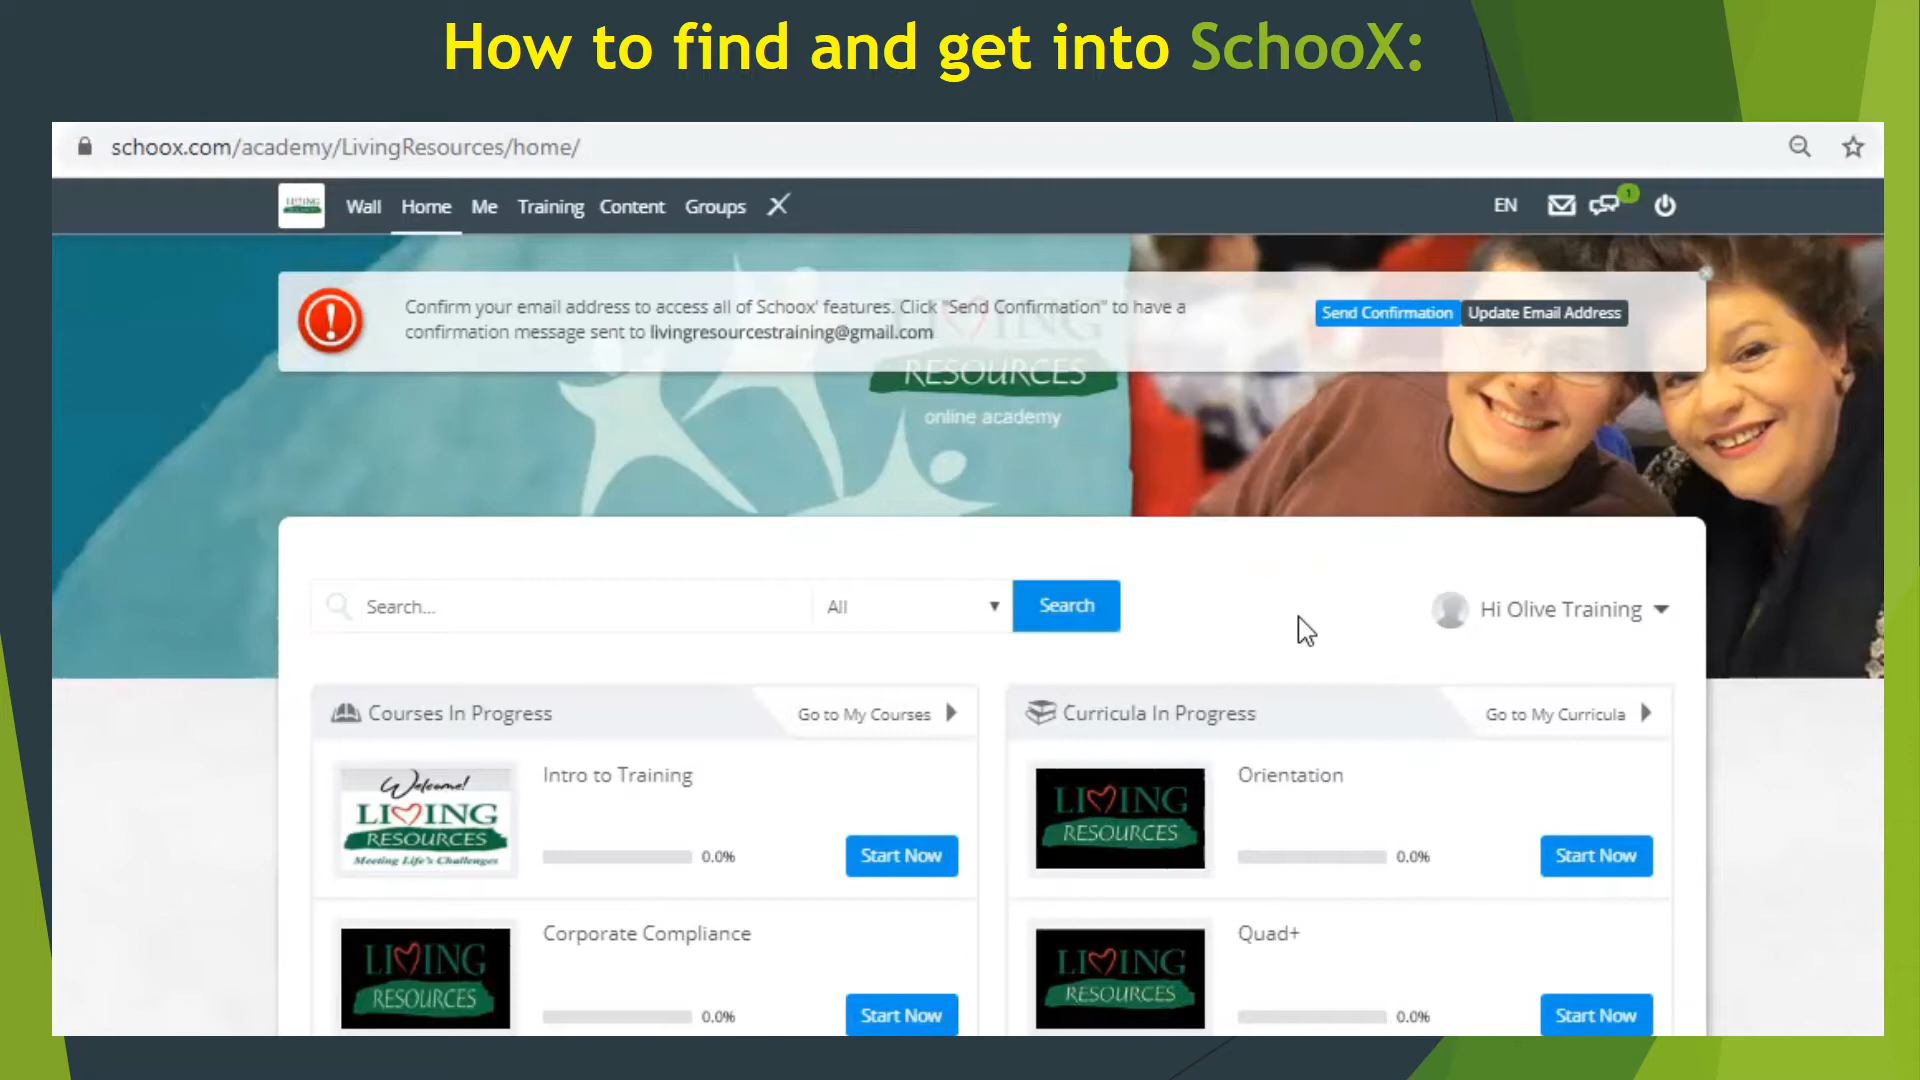 How to find and get into SchooX:
schoox.com/academy/LivingResources/home/
LIVING
Wall Home Me Training Content Groups
EN
1
Confirm your email address to access all of Schoox' features. Click "Send Confirmation" to have a
confirmation message sent to livingresourcestraining@gmail.com
Send Confirmation Update Email Address
LIVING
RESOURCES
online academy
Search... All Search
Hi Olive Training
Courses In Progress Go to My Courses
Welcome!
LIVING
RESOURCES
Meeting Life's Challenges
Intro to Training
0.0% Start Now
LIVING
RESOURCES
Corporate Compliance
0.0% Start Now
Curricula In Progress Go to My Curricula
LIVING
RESOURCES
Orientation
0.0% Start Now
LIVING
RESOURCES
Quad+
0.0% Start Now